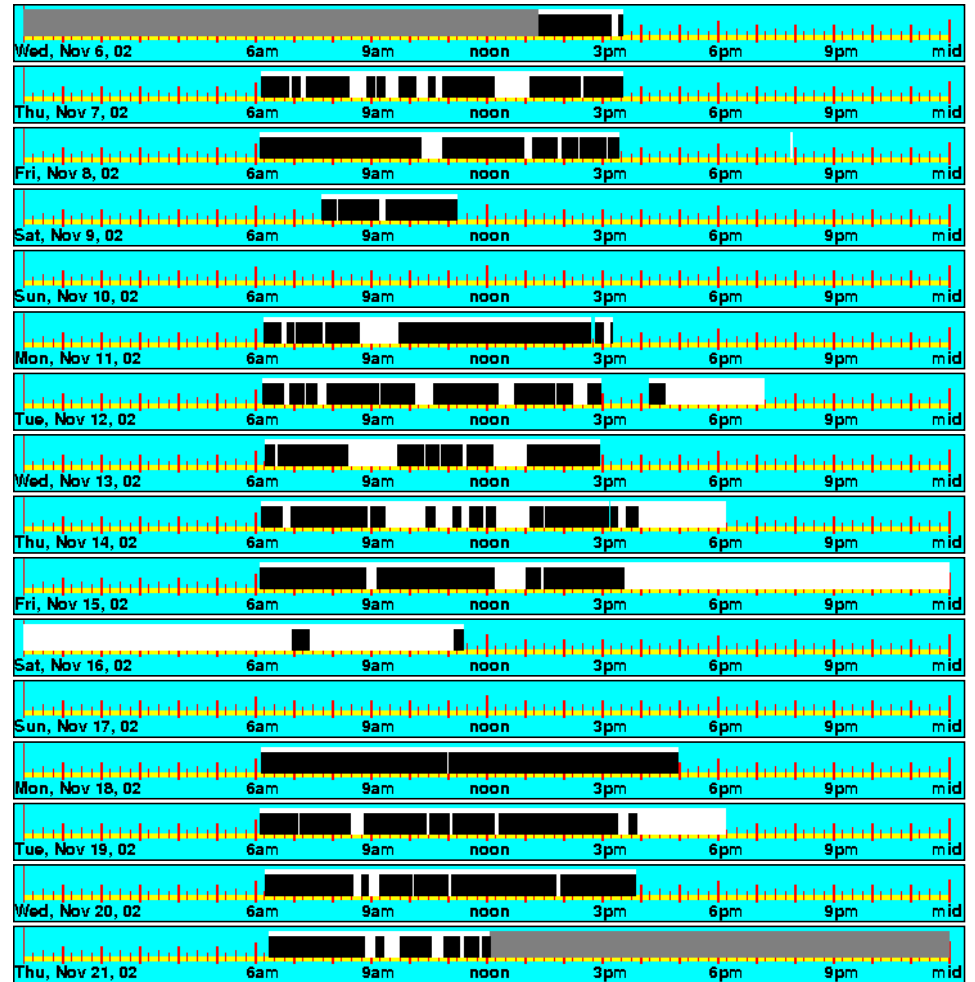 Wed, Nov 6, 02 6am 9am noon 3pm 6pm 9pm mid
Thu, Nov 7, 02 6am 9am noon 3pm 6pm 9pm mid
Fri, Nov 8, 02 6am 9am noon 3pm 6pm 9pm mid
Sat, Nov 9, 02 6am 9am noon 3pm 6pm 9pm mid
Sun, Nov 10, 02 6am 9am noon 3pm 6pm 9pm mid
Mon, Nov 11, 02 6am 9am noon 3pm 6pm 9pm mid
Tue, Nov 12, 02 6am 9am noon 3pm 6pm 9pm mid
Wed, Nov 13, 02 6am 9am noon 3pm 6pm 9pm mid
Thu, Nov 14, 02 6am 9am noon 3pm 6pm 9pm mid
Fri, Nov 15, 02 6am 9am noon 3pm 6pm 9pm mid
Sat, Nov 16, 02 6am 9am noon 3pm 6pm 9pm mid
Sun, Nov 17, 02 6am 9am noon 3pm 6pm 9pm mid
Mon, Nov 18, 02 6am 9am noon 3pm 6pm 9pm mid
Tue, Nov 19, 02 6am 9am noon 3pm 6pm 9pm mid
Wed, Nov 20, 02 6am 9am noon 3pm 6pm 9pm mid
Thu, Nov 21, 02 6am 9am noon 3pm 6pm 9pm mid